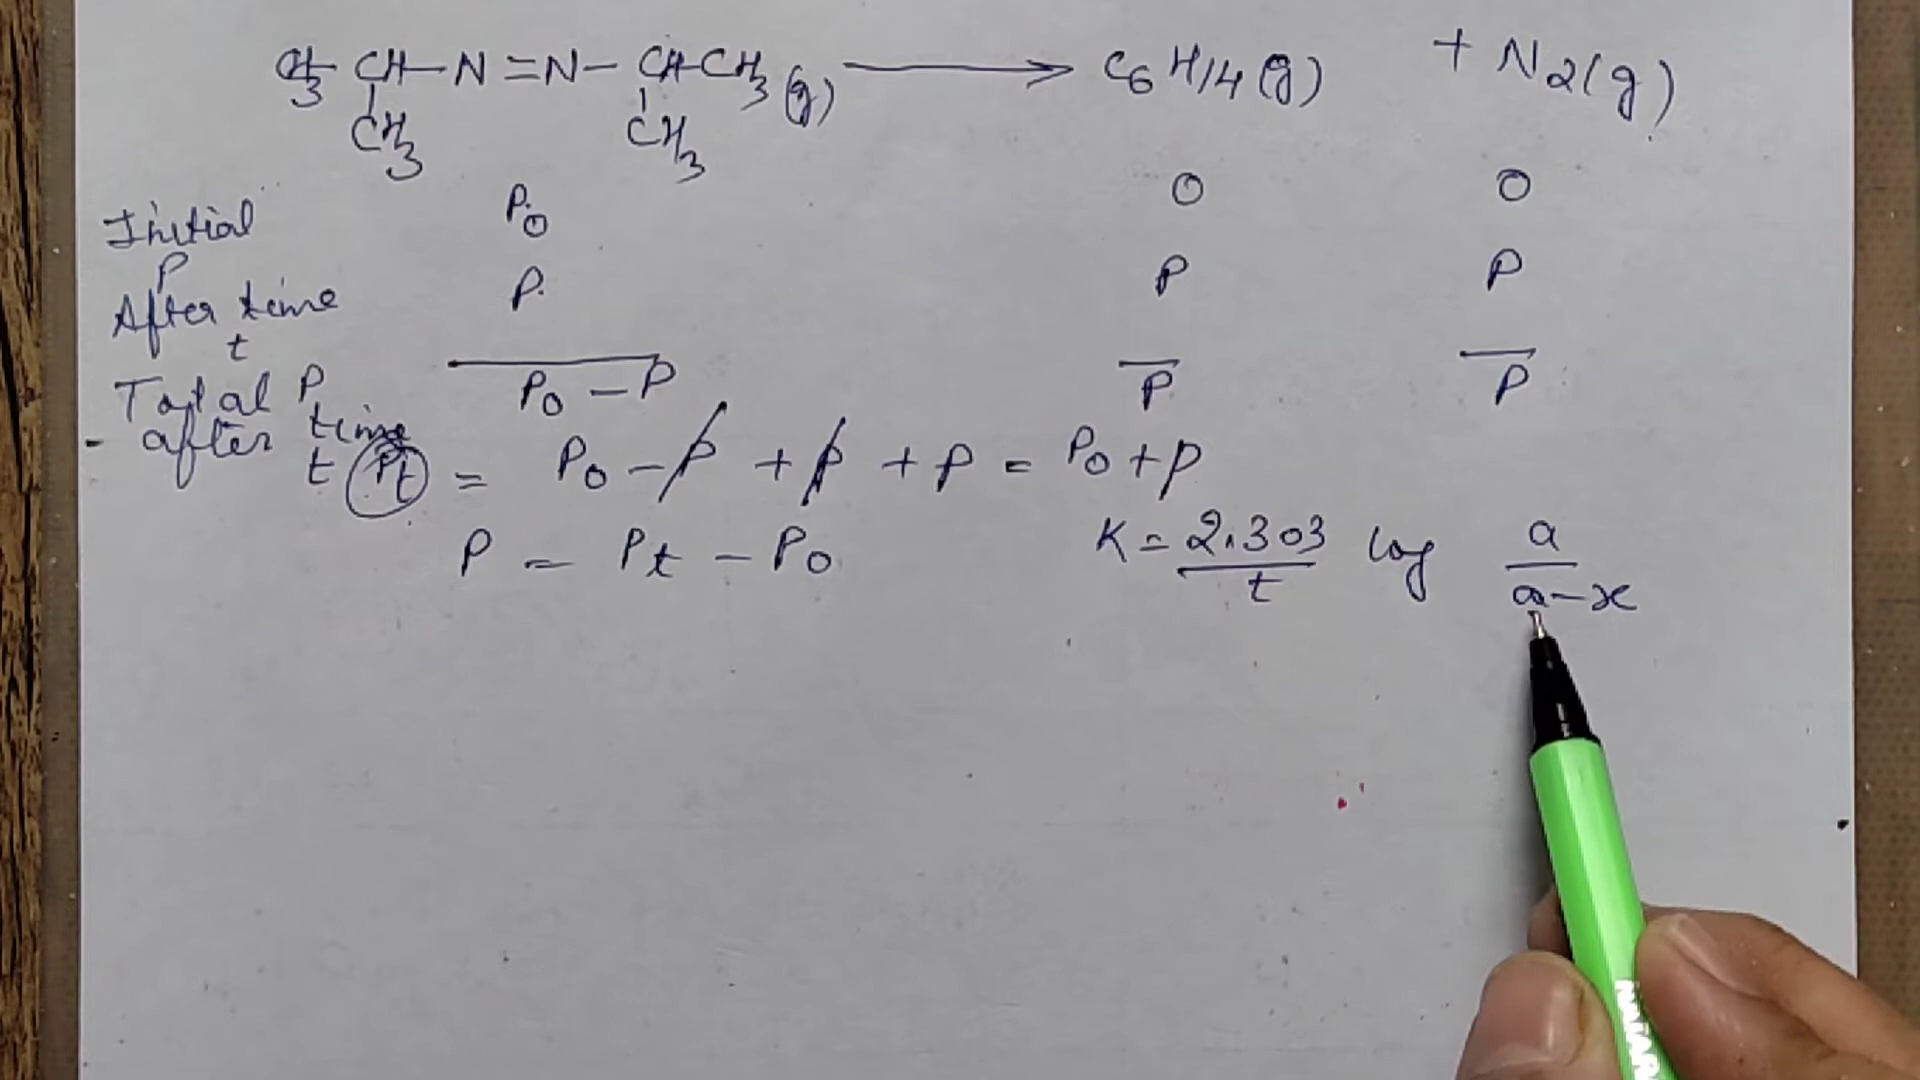 CH3 - CH - N = N - CH - CH3 (g) ⟶ C6H14(g) + N2(g)
CH3 CH3
Initial P P0 0 0
After time t P P P
P0 - P P P
Total P after time t (Pt) = P0 - p + p + p = P0 + p
P = Pt - P0
K = 2.303/t log a/a-x